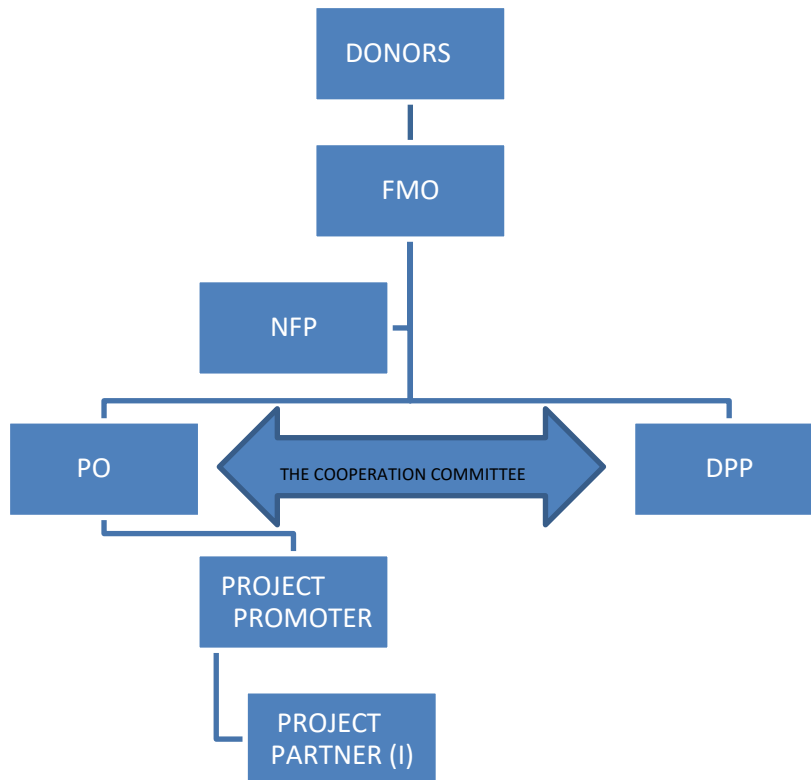 DONORS
FMO
NFP
PO
THE COOPERATION COMMITTEE
DPP
PROJECT
PROMOTER
PROJECT
PARTNER (I)